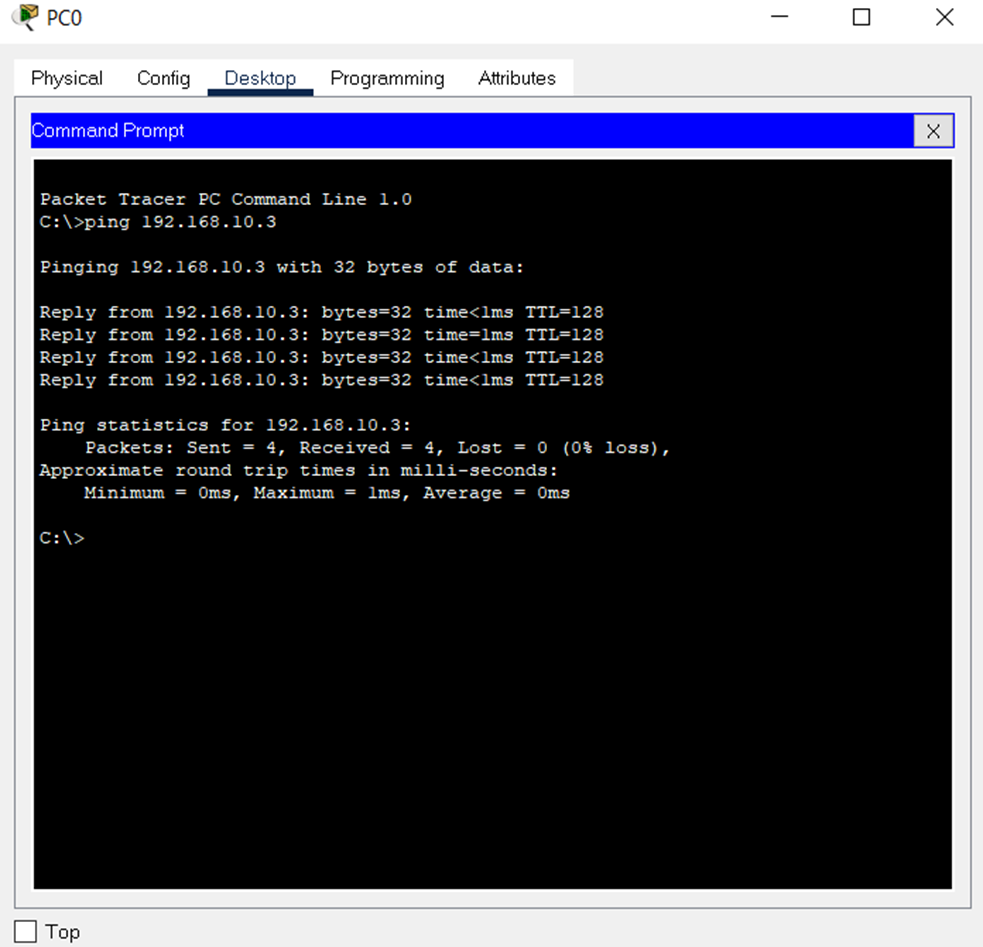 PC0
Physical Config Desktop Programming Attributes
Command Prompt X
Packet Tracer PC Command Line 1.0
C:\>ping 192.168.10.3
Pinging 192.168.10.3 with 32 bytes of data:
Reply from 192.168.10.3: bytes=32 time<1ms TTL=128
Reply from 192.168.10.3: bytes=32 time=1ms TTL=128
Reply from 192.168.10.3: bytes=32 time<1ms TTL=128
Reply from 192.168.10.3: bytes=32 time<1ms TTL=128
Ping statistics for 192.168.10.3:
    Packets: Sent = 4, Received = 4, Lost = 0 (0% loss),
Approximate round trip times in milli-seconds:
    Minimum = 0ms, Maximum = 1ms, Average = 0ms
C:\>
Top